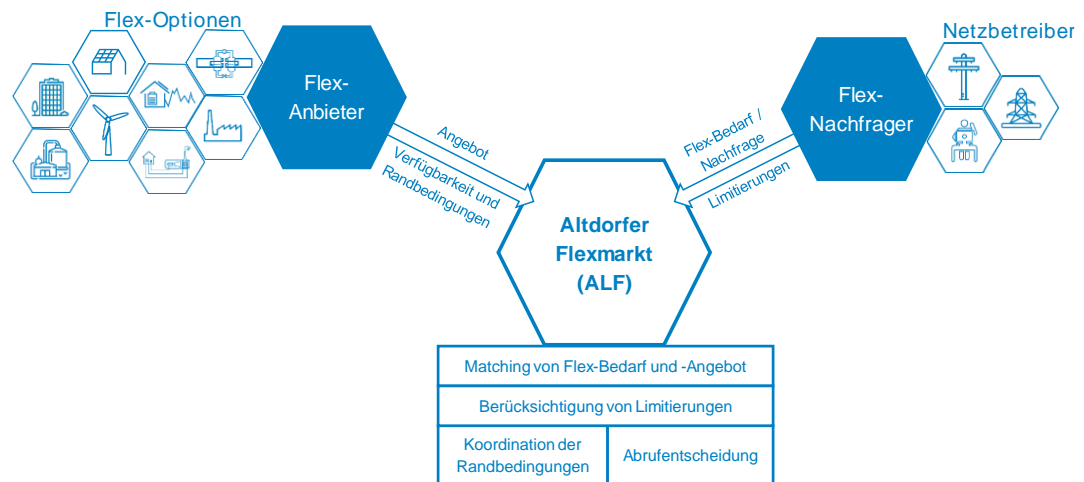 Flex-Optionen
Netzbetreiber
Flex-
Anbieter
Flex-
Nachfrager
Angebot
Verfügbarkeit und
Randbedingungen
Flex-Bedarf /
Nachfrage
Limitierungen
Altdorfer
Flexmarkt
(ALF)
Matching von Flex-Bedarf und -Angebot
Berücksichtigung von Limitierungen
Koordination der
Randbedingungen
Abrufentscheidung